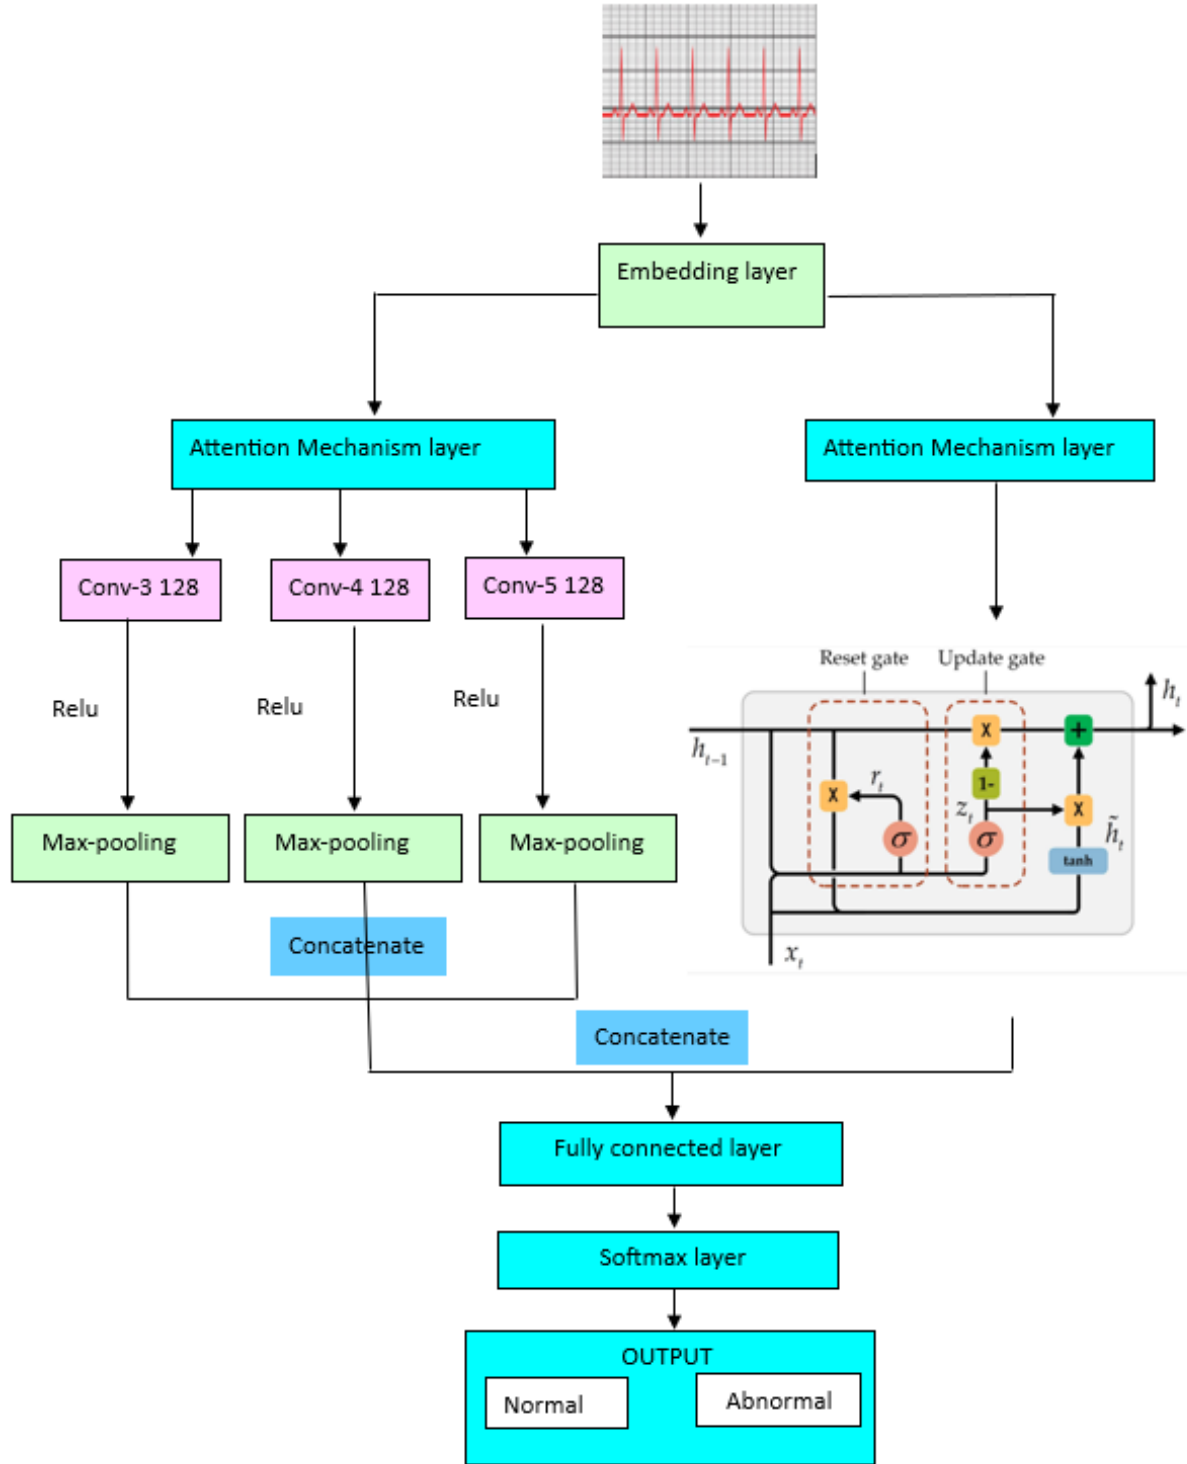 Embedding layer
Attention Mechanism layer
Attention Mechanism layer
Conv-3 128
Conv-4 128
Conv-5 128
Relu
Relu
Relu
Reset gate
Update gate
h_t
h_{t-1}
X
+
r_t
1-
X
z_t
X
σ
σ
h̃_t
tanh
x_t
Max-pooling
Max-pooling
Max-pooling
Concatenate
Concatenate
Fully connected layer
Softmax layer
OUTPUT
Normal
Abnormal